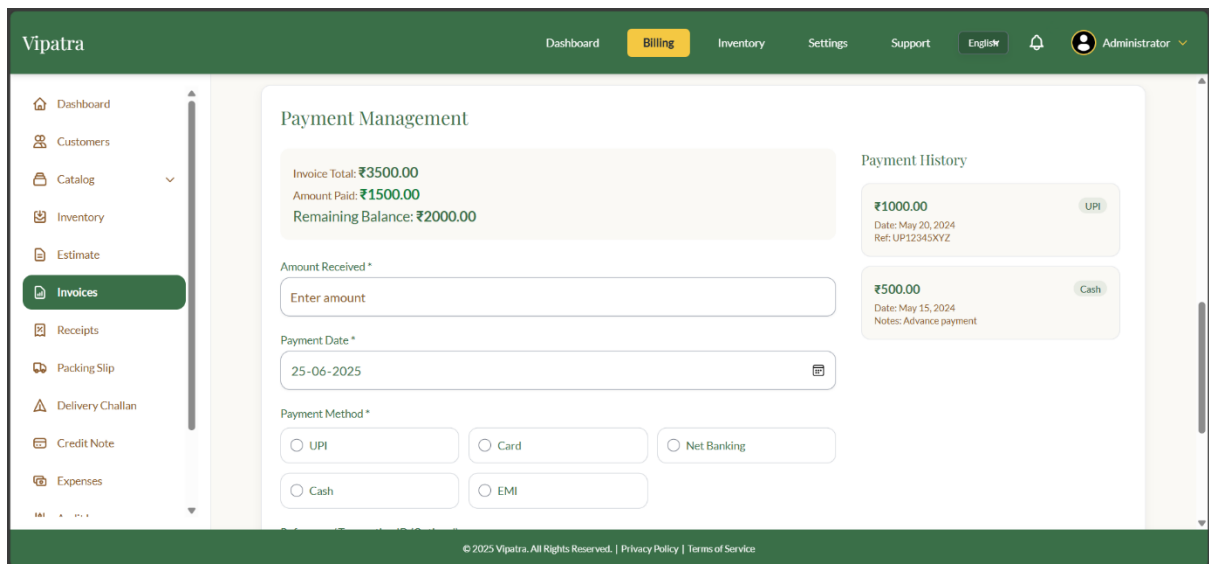 Vipatra
Dashboard Billing Inventory Settings Support English Administrator
Dashboard
Customers
Catalog
Inventory
Estimate
Invoices
Receipts
Packing Slip
Delivery Challan
Credit Note
Expenses
Payment Management
Invoice Total: ₹3500.00
Amount Paid: ₹1500.00
Remaining Balance: ₹2000.00
Amount Received *
Enter amount
Payment Date *
25-06-2025
Payment Method *
UPI Card Net Banking
Cash EMI
Payment History
₹1000.00 UPI
Date: May 20, 2024
Ref: UP12345XYZ
₹500.00 Cash
Date: May 15, 2024
Notes: Advance payment
© 2025 Vipatra. All Rights Reserved. | Privacy Policy | Terms of Service